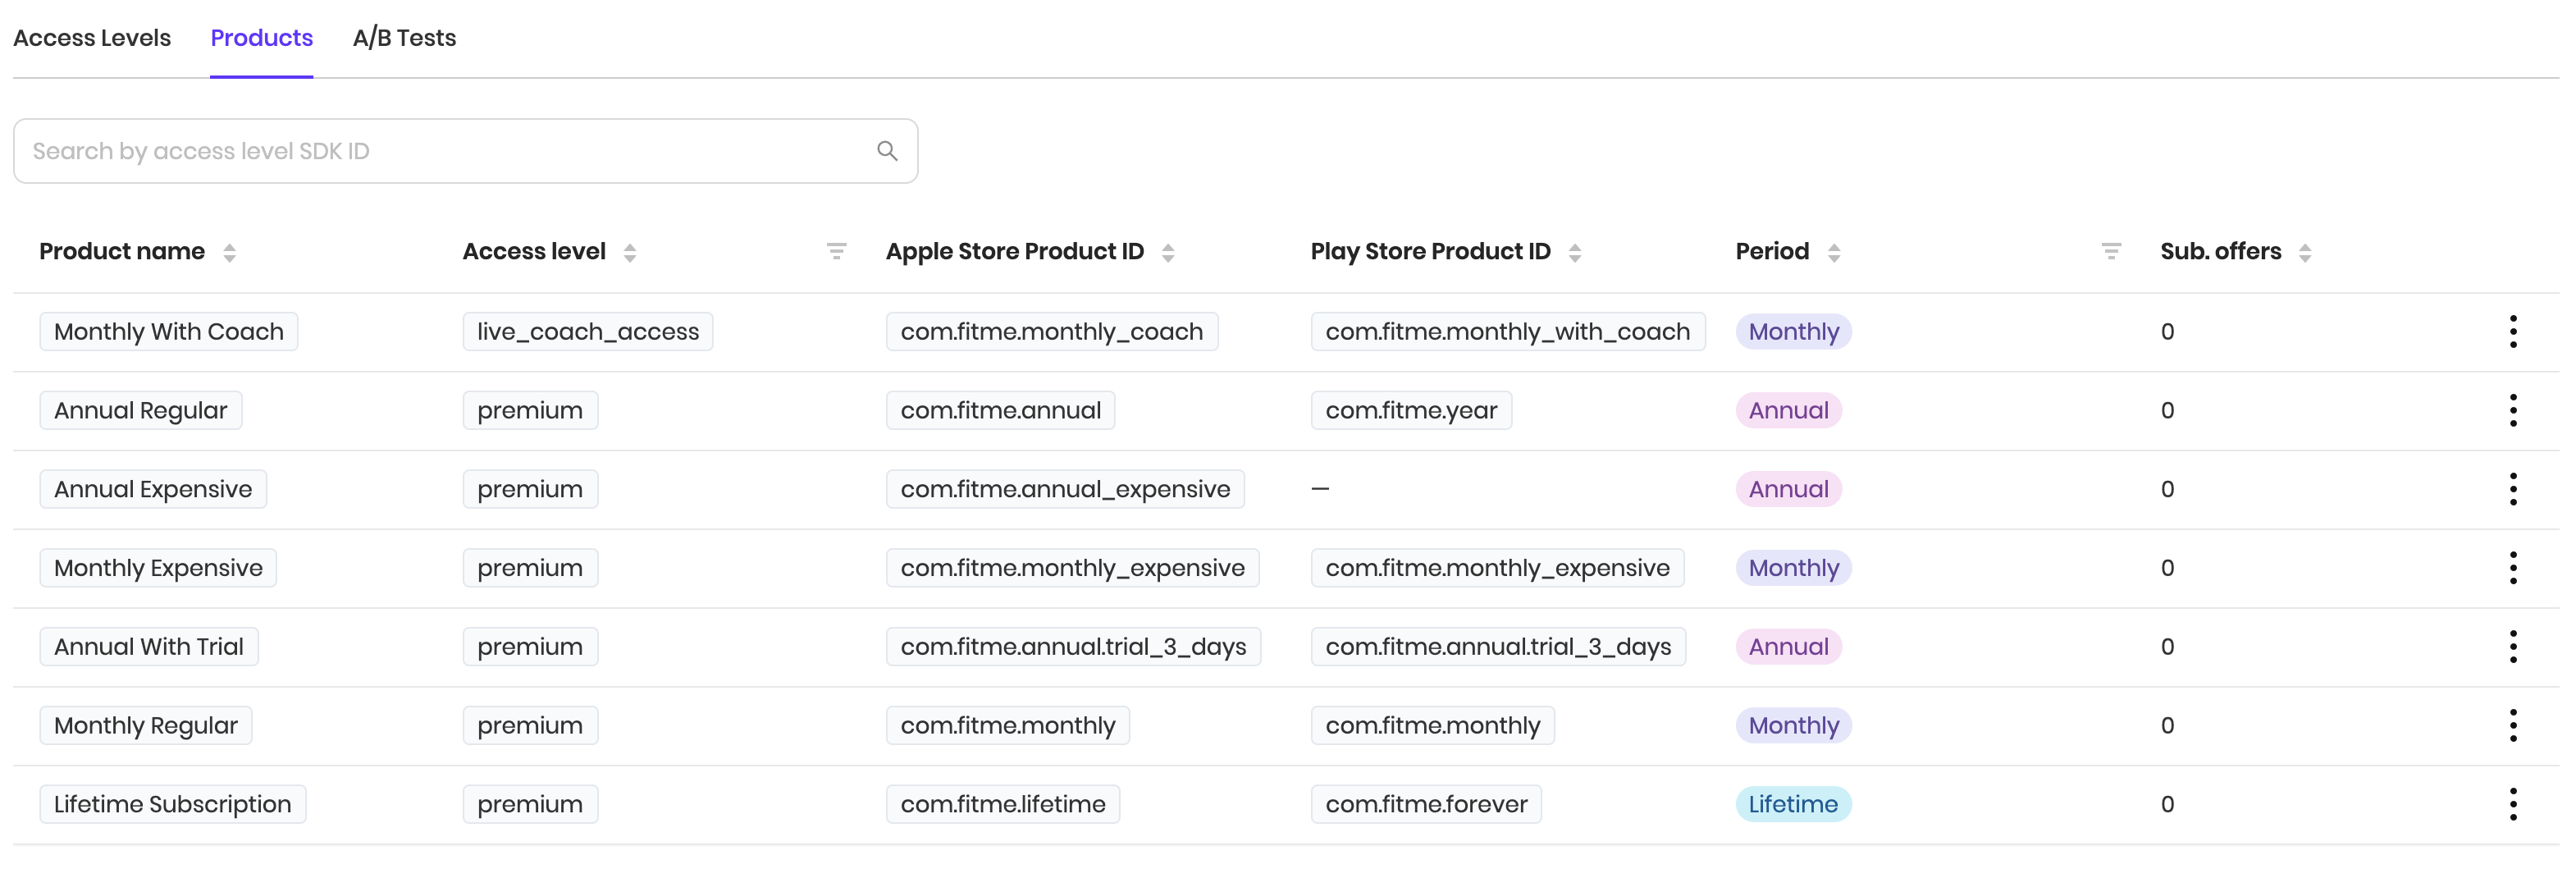 Access Levels Products A/B Tests
Search by access level SDK ID
Product name Access level Apple Store Product ID Play Store Product ID Period Sub. offers
Monthly With Coach live_coach_access com.fitme.monthly_coach com.fitme.monthly_with_coach Monthly 0
Annual Regular premium com.fitme.annual com.fitme.year Annual 0
Annual Expensive premium com.fitme.annual_expensive — Annual 0
Monthly Expensive premium com.fitme.monthly_expensive com.fitme.monthly_expensive Monthly 0
Annual With Trial premium com.fitme.annual.trial_3_days com.fitme.annual.trial_3_days Annual 0
Monthly Regular premium com.fitme.monthly com.fitme.monthly Monthly 0
Lifetime Subscription premium com.fitme.lifetime com.fitme.forever Lifetime 0